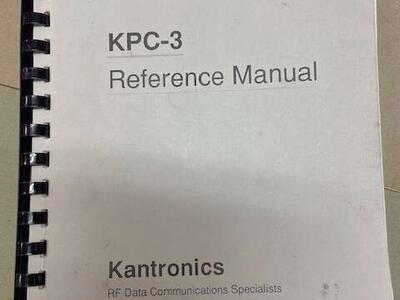 KPC-3
Reference Manual
Kantronics
RF Data Communications Specialists